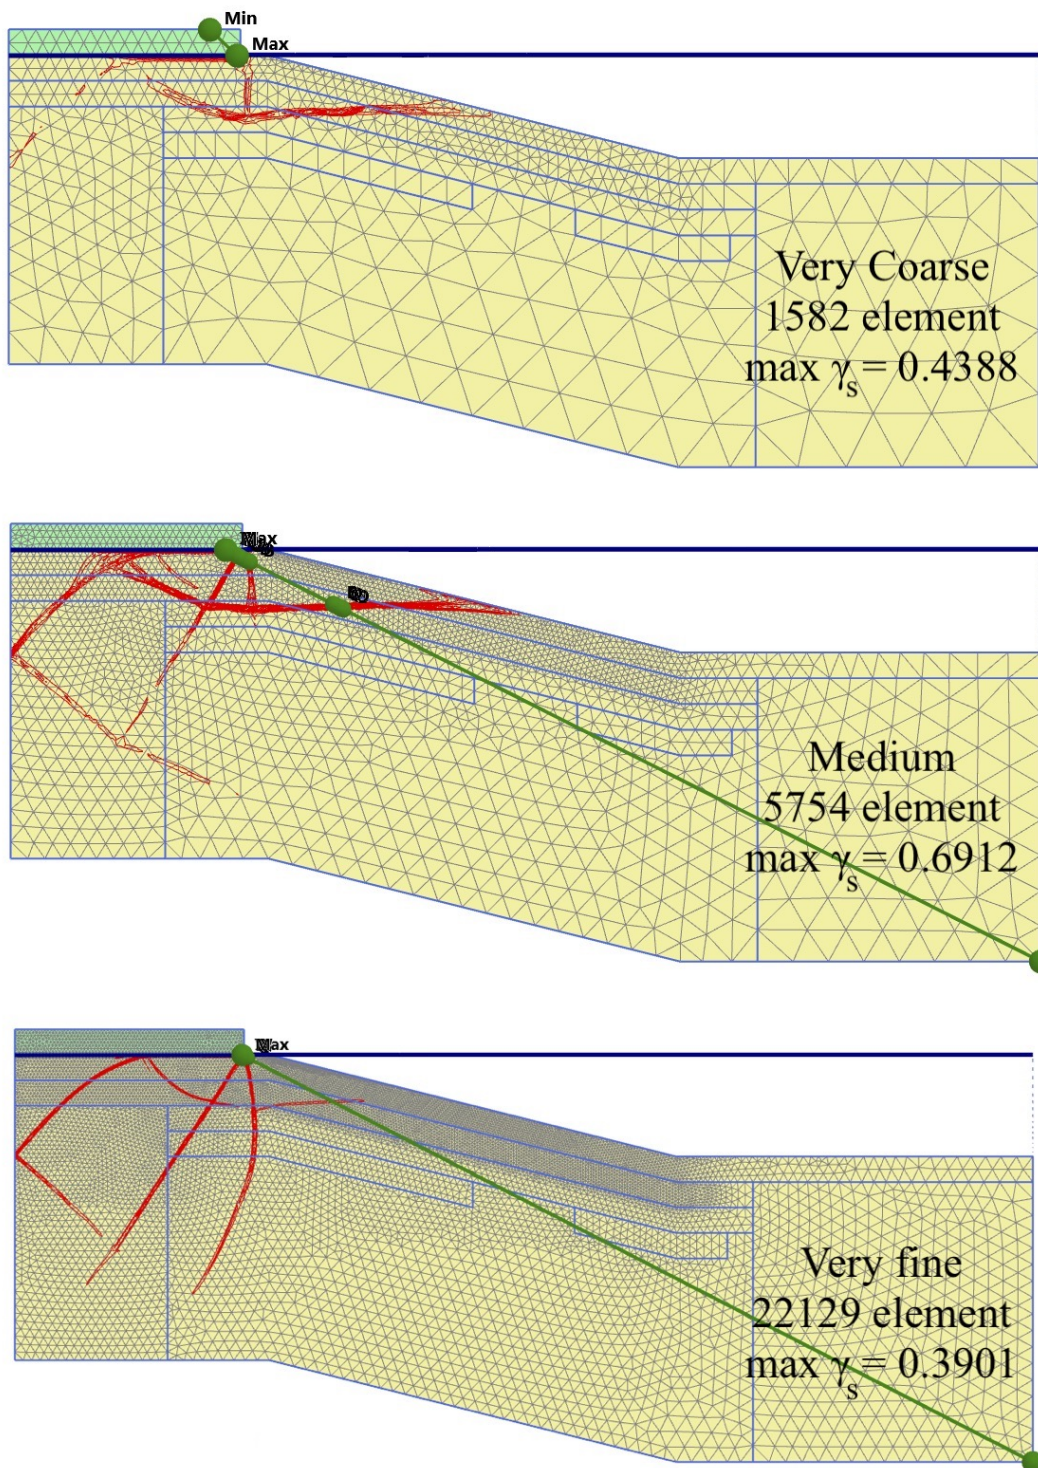 Min
Max
Very Coarse
1582 element
max γs = 0.4388
Max
Medium
5754 element
max γs = 0.6912
Max
Very fine
22129 element
max γs = 0.3901